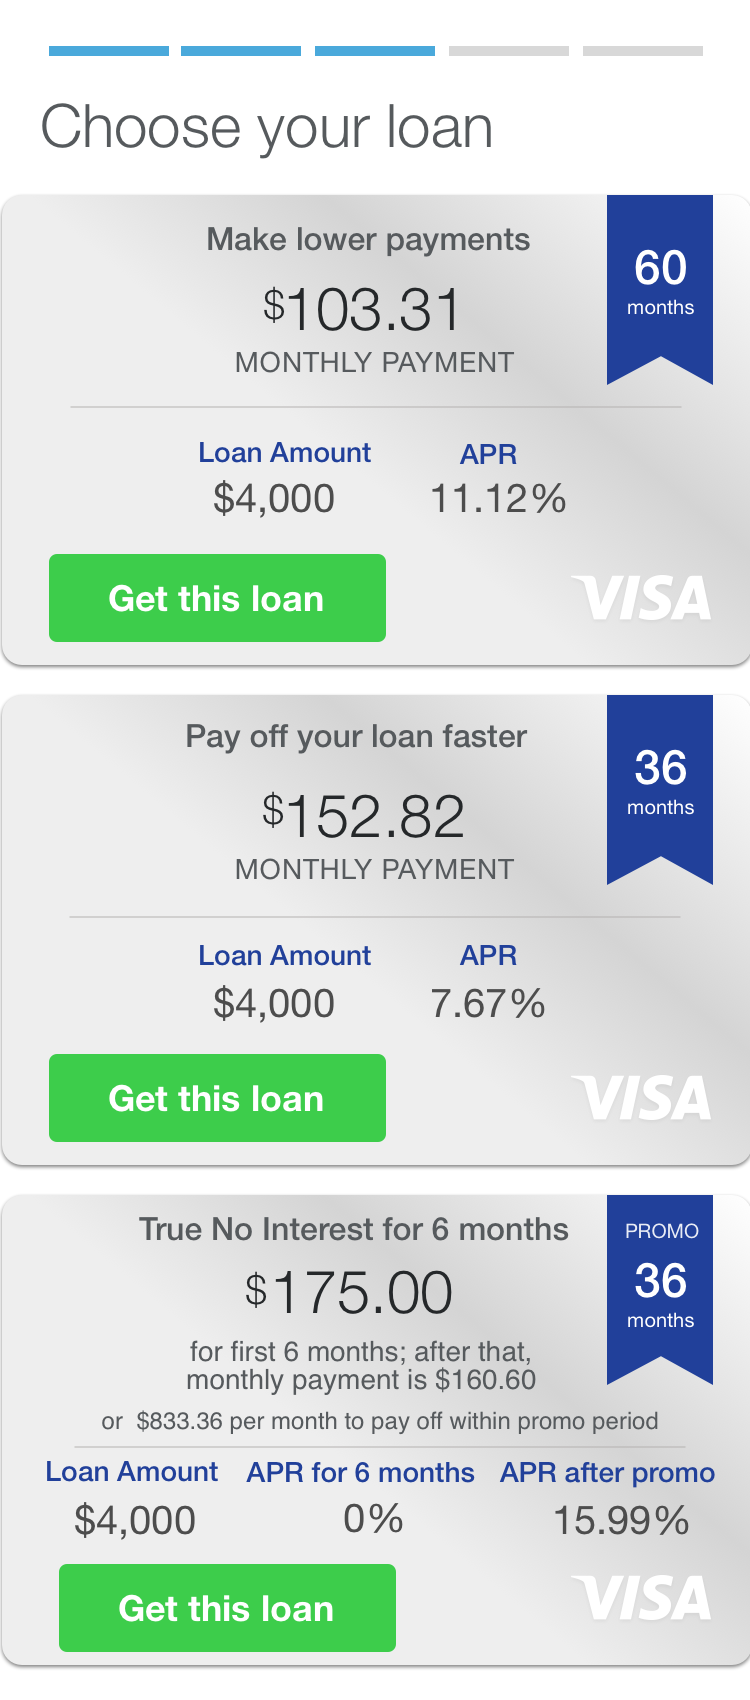 Choose your loan
Make lower payments
60
months
$103.31
MONTHLY PAYMENT
Loan Amount APR
$4,000 11.12%
Get this loan
VISA
Pay off your loan faster
36
months
$152.82
MONTHLY PAYMENT
Loan Amount APR
$4,000 7.67%
Get this loan
VISA
True No Interest for 6 months
PROMO
36
months
$175.00
for first 6 months; after that,
monthly payment is $160.60
or $833.36 per month to pay off within promo period
Loan Amount APR for 6 months APR after promo
$4,000 0% 15.99%
Get this loan
VISA